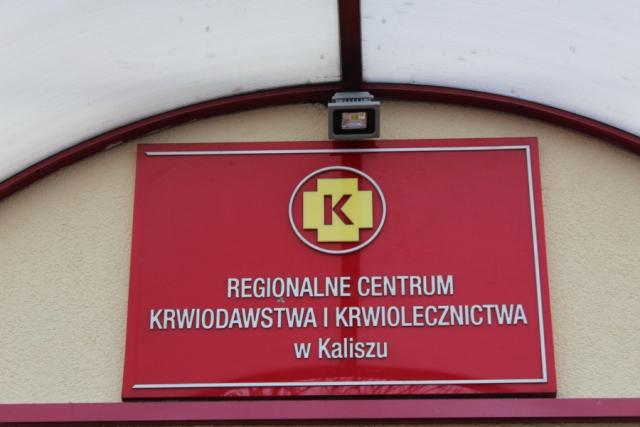 K
REGIONALNE CENTRUM
KRWIODAWSTWA I KRWIOLECZNICTWA
w Kaliszu